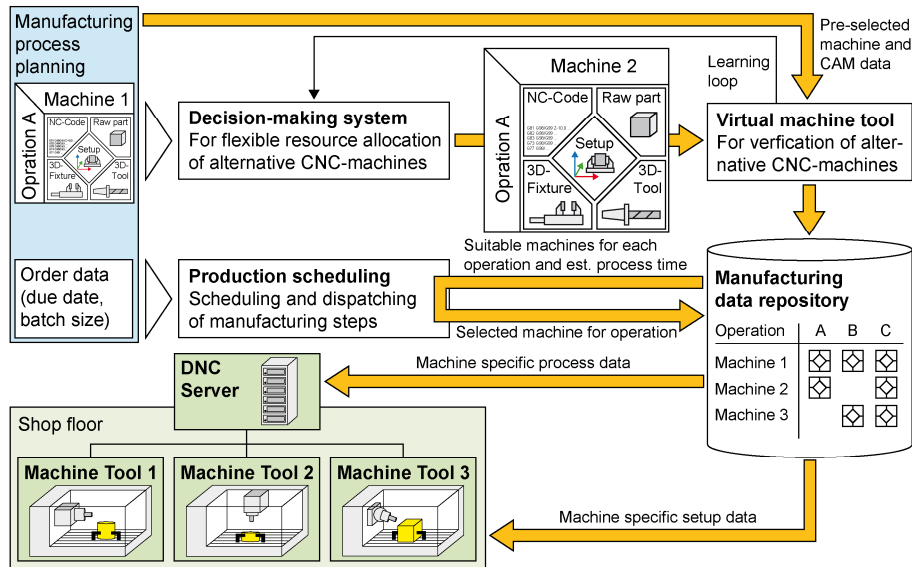 Manufacturing
process
planning
Opration A
Machine 1
NC-Code
Raw part
Setup
3D-
Fixture
3D-
Tool
Decision-making system
For flexible resource allocation
of alternative CNC-machines
Opration A
Machine 2
NC-Code
Raw part
Setup
3D-
Fixture
3D-
Tool
Learning
loop
Pre-selected
machine and
CAM data
Virtual machine tool
For verfication of alter-
native CNC-machines
Order data
(due date,
batch size)
Production scheduling
Scheduling and dispatching
of manufacturing steps
Suitable machines for each
operation and est. process time
Selected machine for operation
Manufacturing
data repository
Operation A B C
Machine 1
Machine 2
Machine 3
Machine specific process data
DNC
Server
Shop floor
Machine Tool 1
Machine Tool 2
Machine Tool 3
Machine specific setup data